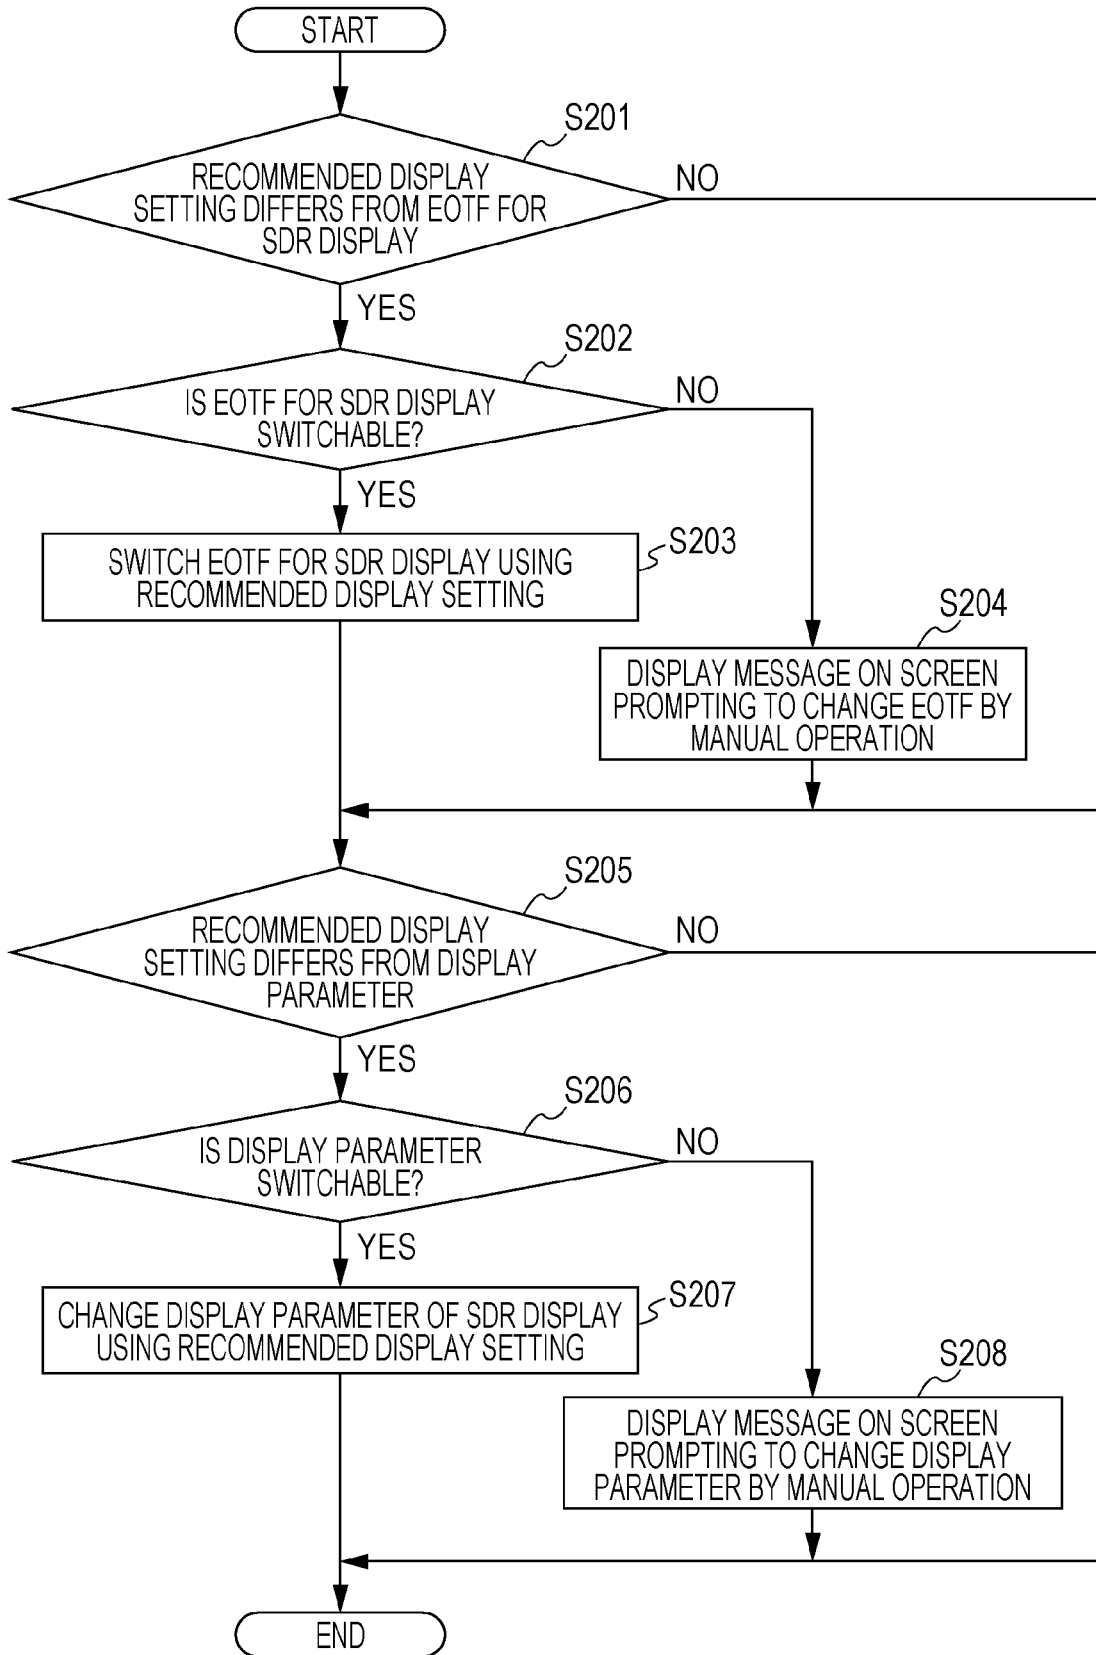 START
S201
RECOMMENDED DISPLAY
SETTING DIFFERS FROM EOTF FOR
SDR DISPLAY
NO
YES
S202
IS EOTF FOR SDR DISPLAY
SWITCHABLE?
NO
YES
S203
SWITCH EOTF FOR SDR DISPLAY USING
RECOMMENDED DISPLAY SETTING
S204
DISPLAY MESSAGE ON SCREEN
PROMPTING TO CHANGE EOTF BY
MANUAL OPERATION
S205
RECOMMENDED DISPLAY
SETTING DIFFERS FROM DISPLAY
PARAMETER
NO
YES
S206
IS DISPLAY PARAMETER
SWITCHABLE?
NO
YES
S207
CHANGE DISPLAY PARAMETER OF SDR DISPLAY
USING RECOMMENDED DISPLAY SETTING
S208
DISPLAY MESSAGE ON SCREEN
PROMPTING TO CHANGE DISPLAY
PARAMETER BY MANUAL OPERATION
END